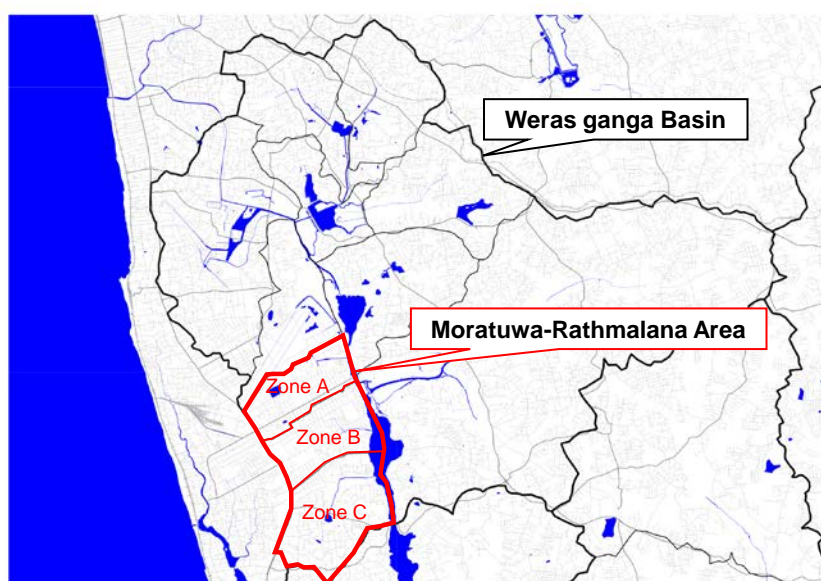 Weras ganga Basin
Moratuwa-Rathmalana Area
Zone A
Zone B
Zone C